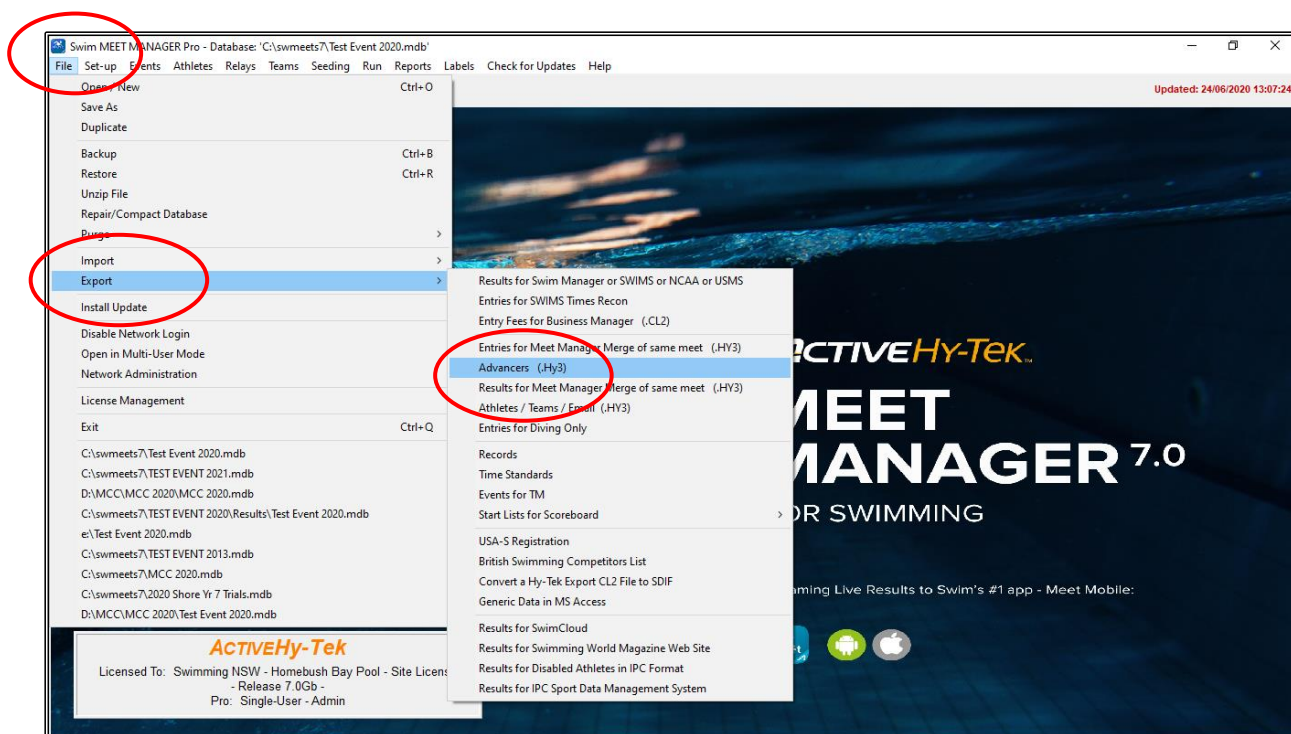 Swim MEET MANAGER Pro - Database: 'C:\swmeets7\Test Event 2020.mdb'
File Set-up Events Athletes Relays Teams Seeding Run Reports Labels Check for Updates Help
Updated: 24/06/2020 13:07:24
Open / New Ctrl+O
Save As
Duplicate
Backup Ctrl+B
Restore Ctrl+R
Unzip File
Repair/Compact Database
Purge
Import
Export
Install Update
Disable Network Login
Open in Multi-User Mode
Network Administration
License Management
Exit Ctrl+Q
C:\swmeets7\Test Event 2020.mdb
C:\swmeets7\TEST EVENT 2021.mdb
D:\MCC\MCC 2020\MCC 2020.mdb
C:\swmeets7\TEST EVENT 2020\Results\Test Event 2020.mdb
e:\Test Event 2020.mdb
C:\swmeets7\TEST EVENT 2013.mdb
C:\swmeets7\MCC 2020.mdb
C:\swmeets7\2020 Shore Yr 7 Trials.mdb
D:\MCC\MCC 2020\Test Event 2020.mdb
Results for Swim Manager or SWIMS or NCAA or USMS
Entries for SWIMS Times Recon
Entry Fees for Business Manager (.CL2)
Entries for Meet Manager Merge of same meet (.HY3)
Advancers (.Hy3)
Results for Meet Manager Merge of same meet (.HY3)
Athletes / Teams / Email (.HY3)
Entries for Diving Only
Records
Time Standards
Events for TM
Start Lists for Scoreboard
USA-S Registration
British Swimming Competitors List
Convert a Hy-Tek Export CL2 File to SDIF
Generic Data in MS Access
Results for SwimCloud
Results for Swimming World Magazine Web Site
Results for Disabled Athletes in IPC Format
Results for IPC Sport Data Management System
ACTIVEHy-Tek
MEET
MANAGER 7.0
OR SWIMMING
aming Live Results to Swim's #1 app - Meet Mobile:
ACTIVEHy-Tek
Licensed To: Swimming NSW - Homebush Bay Pool - Site Licens
- Release 7.0Gb -
Pro: Single-User - Admin